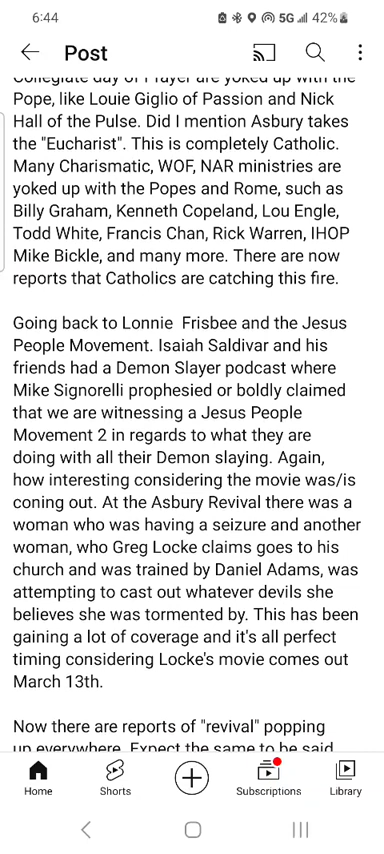 6:44
5G 42%
Post
Collegiate day of Prayer are yoked up with the
Pope, like Louie Giglio of Passion and Nick
Hall of the Pulse. Did I mention Asbury takes
the "Eucharist". This is completely Catholic.
Many Charismatic, WOF, NAR ministries are
yoked up with the Popes and Rome, such as
Billy Graham, Kenneth Copeland, Lou Engle,
Todd White, Francis Chan, Rick Warren, IHOP
Mike Bickle, and many more. There are now
reports that Catholics are catching this fire.
Going back to Lonnie  Frisbee and the Jesus
People Movement. Isaiah Saldivar and his
friends had a Demon Slayer podcast where
Mike Signorelli prophesied or boldly claimed
that we are witnessing a Jesus People
Movement 2 in regards to what they are
doing with all their Demon slaying. Again,
how interesting considering the movie was/is
coning out. At the Asbury Revival there was a
woman who was having a seizure and another
woman, who Greg Locke claims goes to his
church and was trained by Daniel Adams, was
attempting to cast out whatever devils she
believes she was tormented by. This has been
gaining a lot of coverage and it's all perfect
timing considering Locke's movie comes out
March 13th.
Now there are reports of "revival" popping
up everywhere. Expect the same to be said
Home Shorts Subscriptions Library